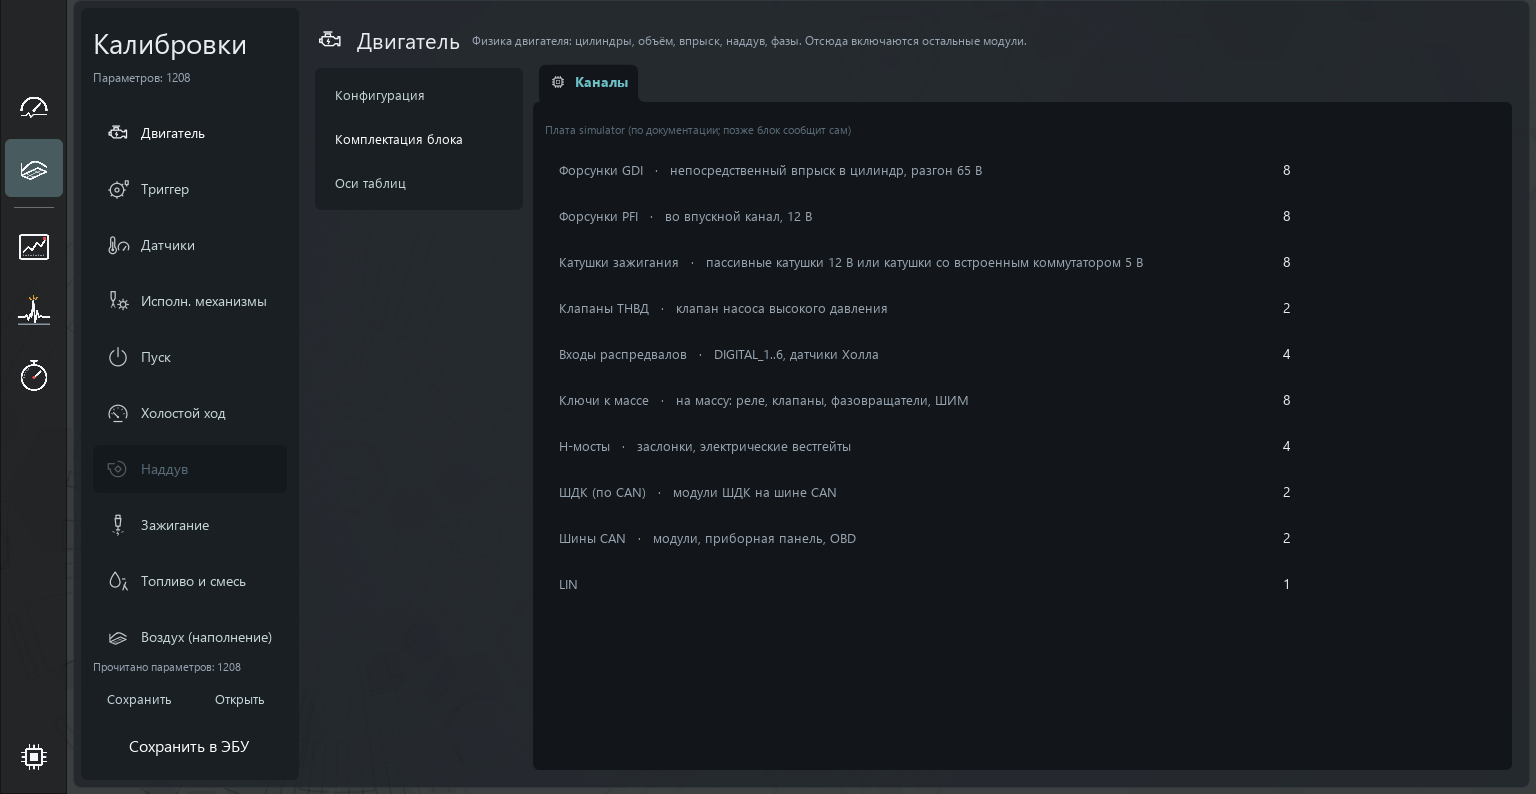 Калибровки
Параметров: 1208
Двигатель
Триггер
Датчики
Исполн. механизмы
Пуск
Холостой ход
Наддув
Зажигание
Топливо и смесь
Воздух (наполнение)
Прочитано параметров: 1208
Сохранить Открыть
Сохранить в ЭБУ
Двигатель Физика двигателя: цилиндры, объём, впрыск, наддув, фазы. Отсюда включаются остальные модули.
Конфигурация
Комплектация блока
Оси таблиц
Каналы
Плата simulator (по документации; позже блок сообщит сам)
Форсунки GDI · непосредственный впрыск в цилиндр, разгон 65 В 8
Форсунки PFI · во впускной канал, 12 В 8
Катушки зажигания · пассивные катушки 12 В или катушки со встроенным коммутатором 5 В 8
Клапаны ТНВД · клапан насоса высокого давления 2
Входы распредвалов · DIGITAL_1..6, датчики Холла 4
Ключи к массе · на массу: реле, клапаны, фазовращатели, ШИМ 8
Н-мосты · заслонки, электрические вестгейты 4
ШДК (по CAN) · модули ШДК на шине CAN 2
Шины CAN · модули, приборная панель, OBD 2
LIN 1